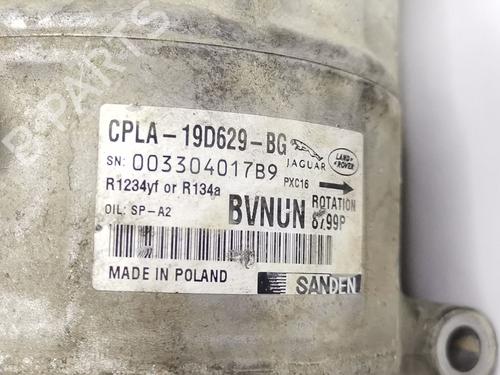 B-PARTS
CPLA-19D629-BG
JAGUAR
LAND ROVER
SN: 003304017B9
PXC16
R1234yf or R134a
ROTATION
OIL: SP-A2
BVNUN
8799P
MADE IN POLAND
SANDEN